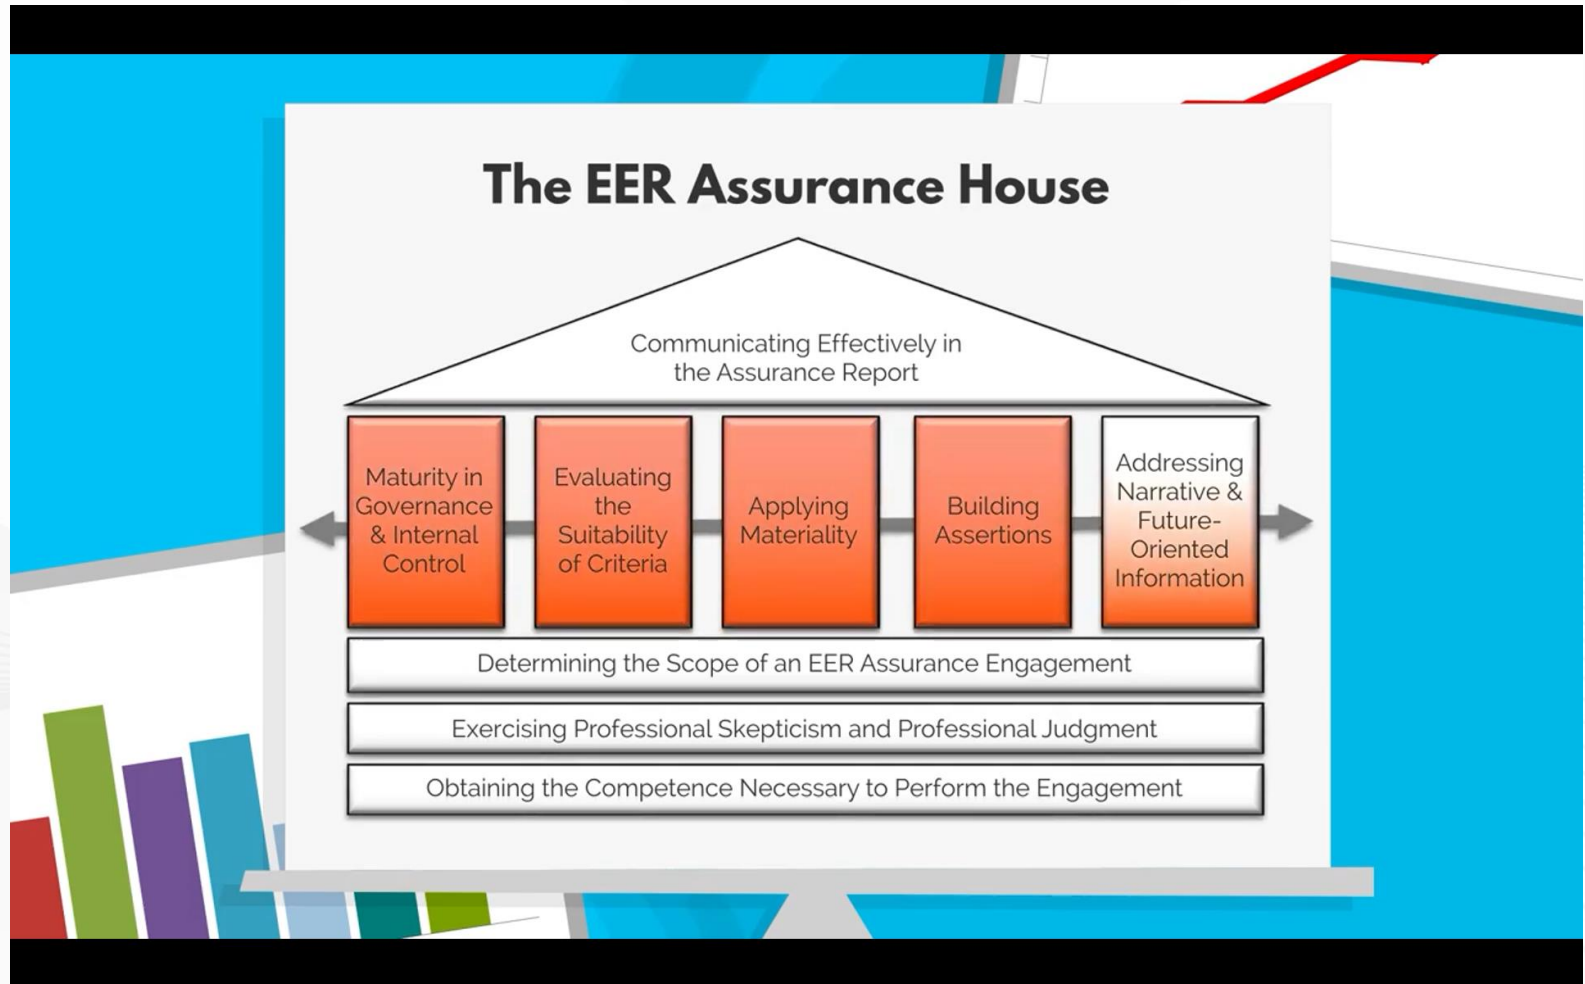 The EER Assurance House
Communicating Effectively in
the Assurance Report
Maturity in
Governance
& Internal
Control
Evaluating
the
Suitability
of Criteria
Applying
Materiality
Building
Assertions
Addressing
Narrative &
Future-
Oriented
Information
Determining the Scope of an EER Assurance Engagement
Exercising Professional Skepticism and Professional Judgment
Obtaining the Competence Necessary to Perform the Engagement